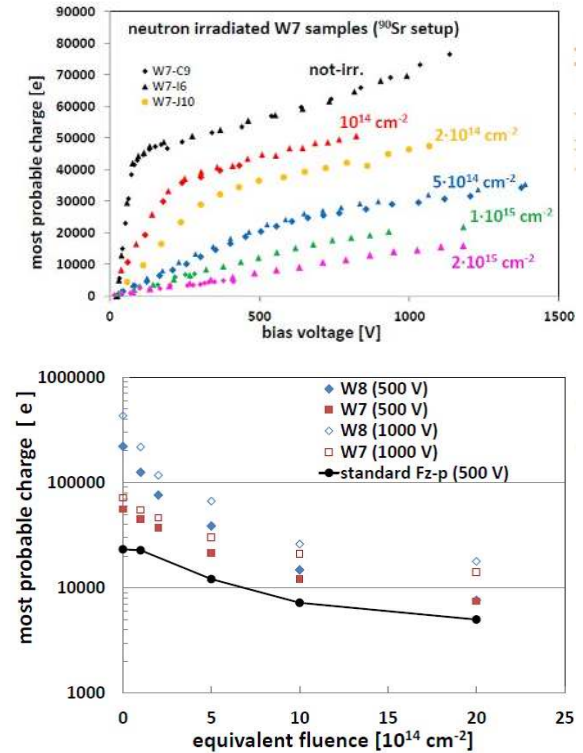 neutron irradiated W7 samples (⁹⁰Sr setup)
90000
80000
70000
60000
50000
40000
30000
20000
10000
0
most probable charge [e]
W7-C9
W7-I6
W7-J10
not-irr.
10¹⁴ cm⁻²
2·10¹⁴ cm⁻²
5·10¹⁴ cm⁻²
1·10¹⁵ cm⁻²
2·10¹⁵ cm⁻²
0 500 1000 1500
bias voltage [V]
1000000
100000
10000
1000
most probable charge [ e]
W8 (500 V)
W7 (500 V)
W8 (1000 V)
W7 (1000 V)
standard Fz-p (500 V)
0 5 10 15 20 25
equivalent fluence [10¹⁴ cm⁻²]